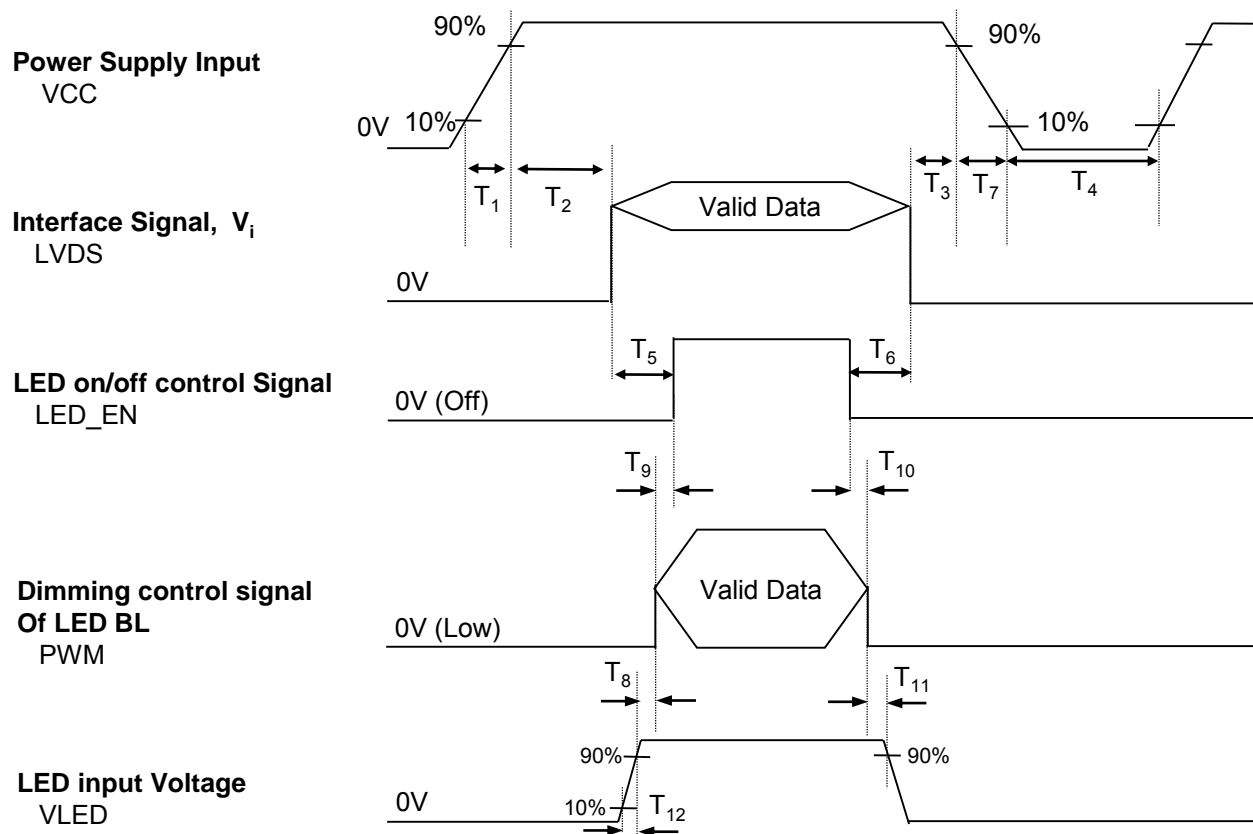 90%
90%
Power Supply Input
VCC
0V
10%
10%
T1
T2
T3
T7
T4
Interface Signal, Vi
LVDS
Valid Data
0V
T5
T6
LED on/off control Signal
LED_EN
0V (Off)
T9
T10
Dimming control signal
Of LED BL
PWM
Valid Data
0V (Low)
T8
T11
LED input Voltage
VLED
90%
90%
0V
10%
T12